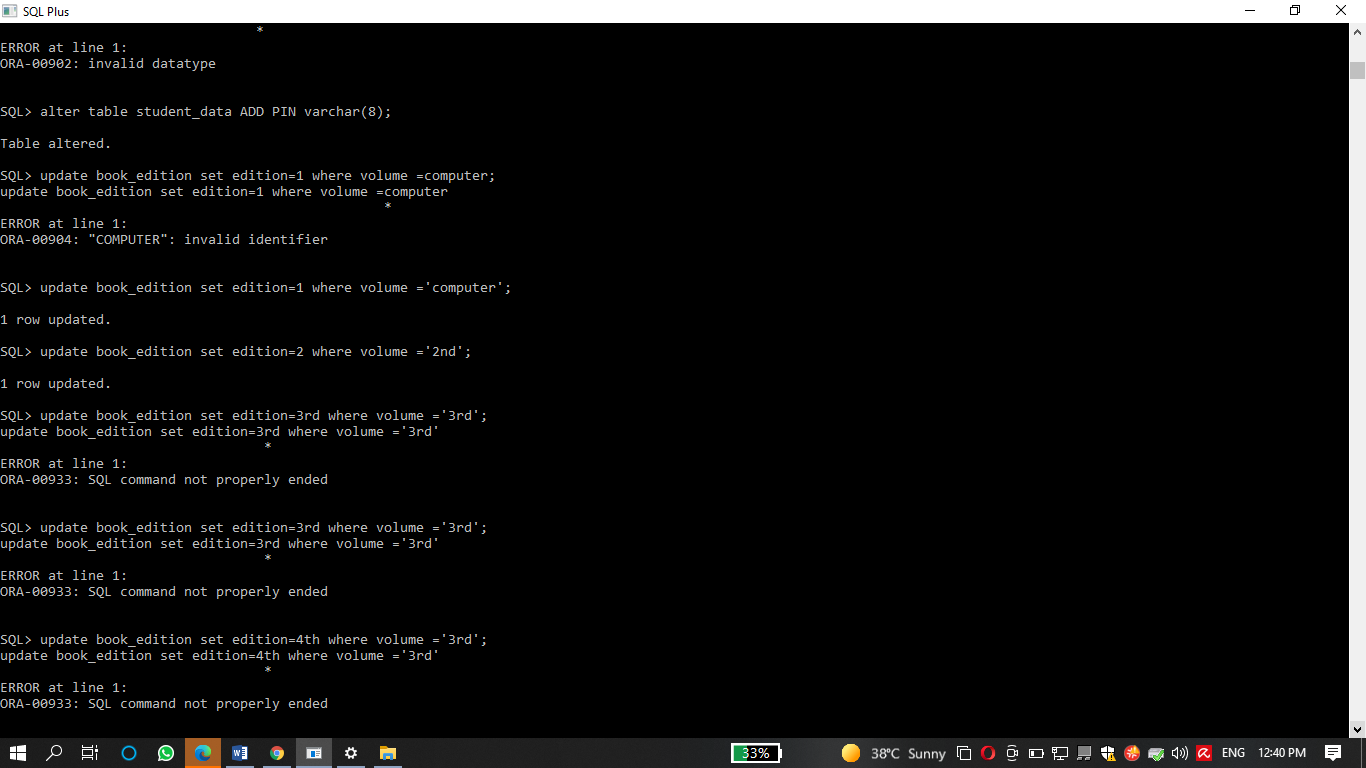 SQL Plus
*
ERROR at line 1:
ORA-00902: invalid datatype
SQL> alter table student_data ADD PIN varchar(8);
Table altered.
SQL> update book_edition set edition=1 where volume =computer;
update book_edition set edition=1 where volume =computer
*
ERROR at line 1:
ORA-00904: "COMPUTER": invalid identifier
SQL> update book_edition set edition=1 where volume ='computer';
1 row updated.
SQL> update book_edition set edition=2 where volume ='2nd';
1 row updated.
SQL> update book_edition set edition=3rd where volume ='3rd';
update book_edition set edition=3rd where volume ='3rd'
*
ERROR at line 1:
ORA-00933: SQL command not properly ended
SQL> update book_edition set edition=3rd where volume ='3rd';
update book_edition set edition=3rd where volume ='3rd'
*
ERROR at line 1:
ORA-00933: SQL command not properly ended
SQL> update book_edition set edition=4th where volume ='3rd';
update book_edition set edition=4th where volume ='3rd'
*
ERROR at line 1:
ORA-00933: SQL command not properly ended
33% 38°C Sunny ENG 12:40 PM